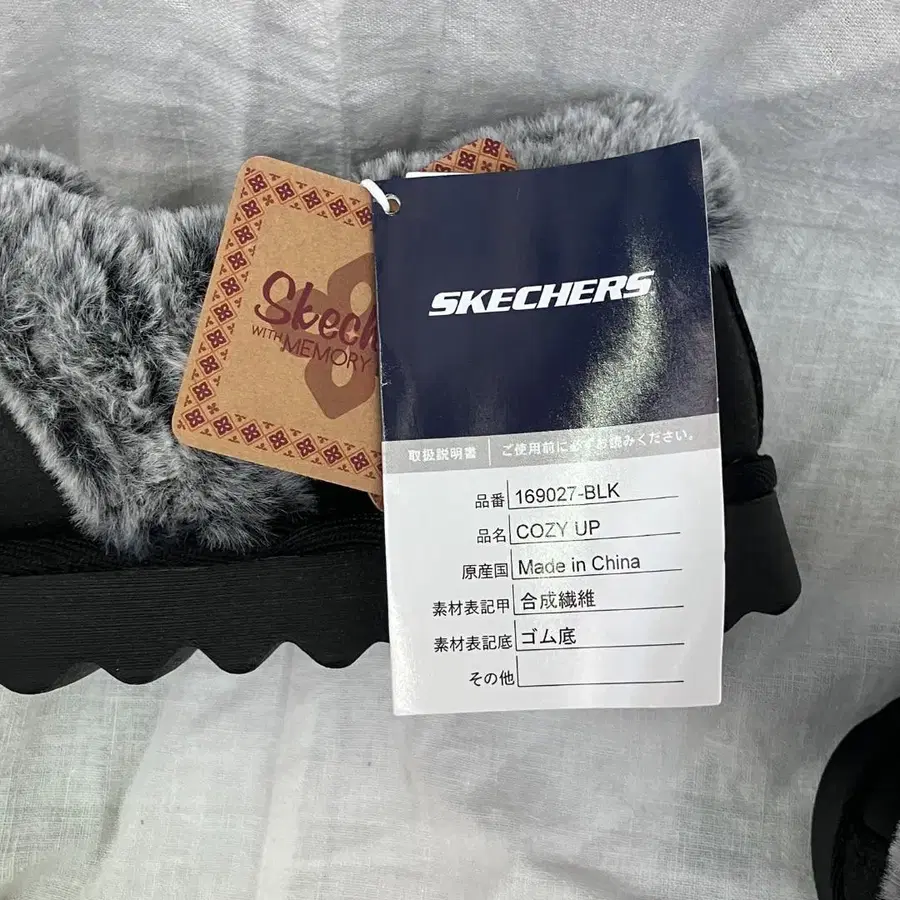 Skech
WITH MEMORY
SKECHERS
取扱説明書 ご使用前に必ずお読みください。
品番 169027-BLK
品名 COZY UP
原産国 Made in China
素材表記甲 合成繊維
素材表記底 ゴム底
その他